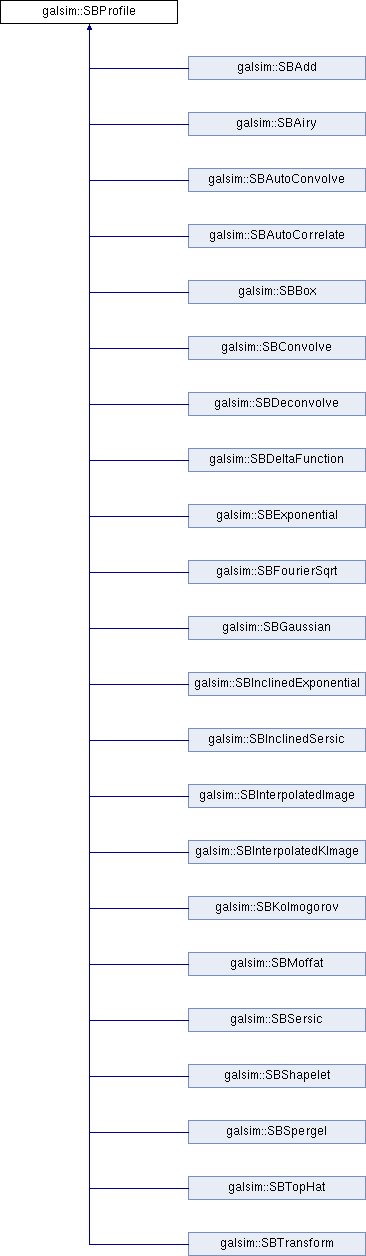 galsim::SBProfile
galsim::SBAdd
galsim::SBAiry
galsim::SBAutoConvolve
galsim::SBAutoCorrelate
galsim::SBBox
galsim::SBConvolve
galsim::SBDeconvolve
galsim::SBDeltaFunction
galsim::SBExponential
galsim::SBFourierSqrt
galsim::SBGaussian
galsim::SBInclinedExponential
galsim::SBInclinedSersic
galsim::SBInterpolatedImage
galsim::SBInterpolatedKImage
galsim::SBKolmogorov
galsim::SBMoffat
galsim::SBSersic
galsim::SBShapelet
galsim::SBSpergel
galsim::SBTopHat
galsim::SBTransform